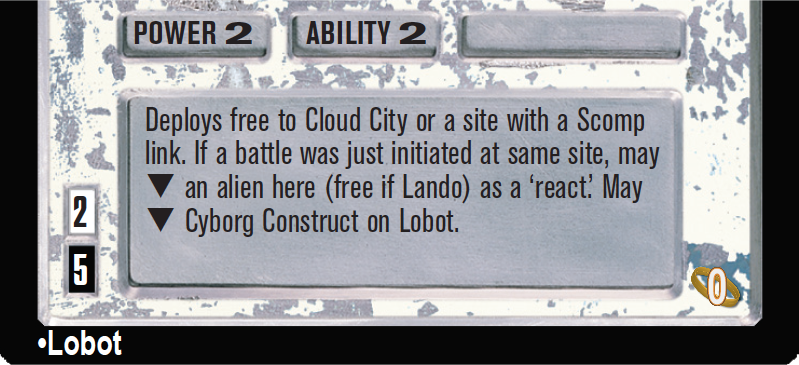 POWER 2 ABILITY 2
Deploys free to Cloud City or a site with a Scomp
link. If a battle was just initiated at same site, may
▼ an alien here (free if Lando) as a ‘react.’ May
▼ Cyborg Construct on Lobot.
2
5
0
•Lobot